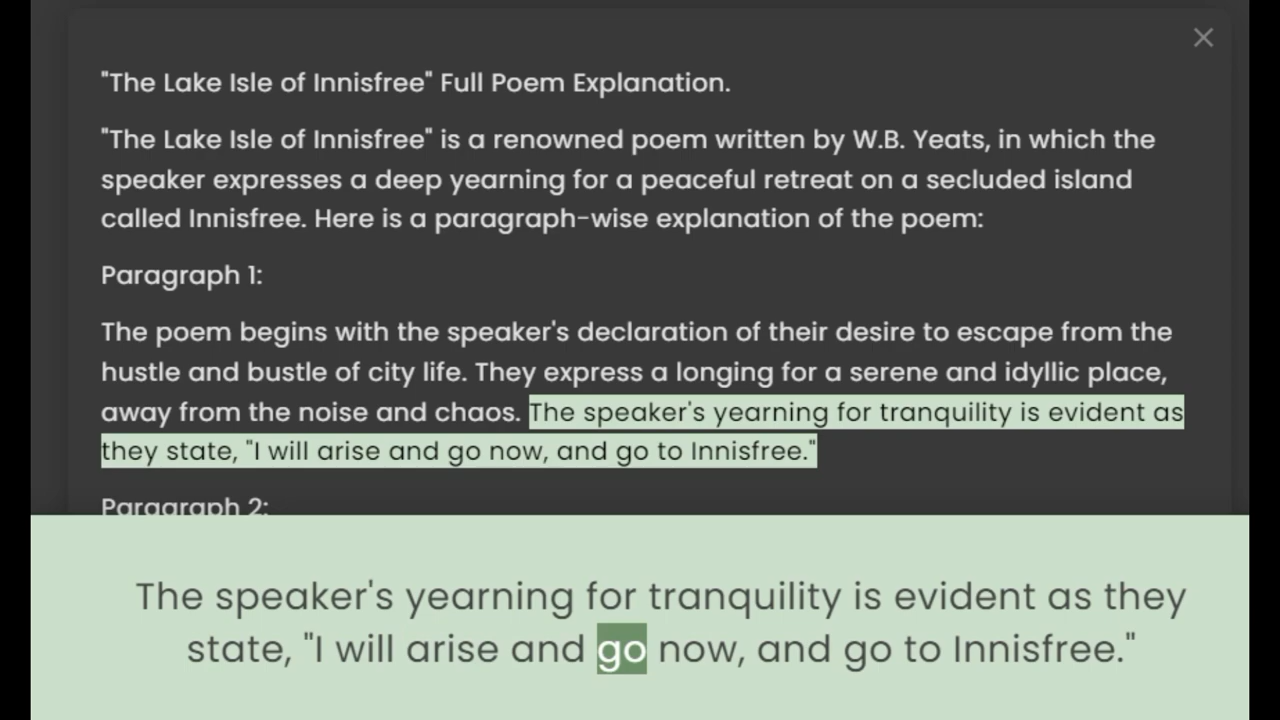 "The Lake Isle of Innisfree" Full Poem Explanation.
"The Lake Isle of Innisfree" is a renowned poem written by W.B. Yeats, in which the
speaker expresses a deep yearning for a peaceful retreat on a secluded island
called Innisfree. Here is a paragraph-wise explanation of the poem:
Paragraph 1:
The poem begins with the speaker's declaration of their desire to escape from the
hustle and bustle of city life. They express a longing for a serene and idyllic place,
away from the noise and chaos. The speaker's yearning for tranquility is evident as
they state, "I will arise and go now, and go to Innisfree."
Paragraph 2:
The speaker's yearning for tranquility is evident as they
state, "I will arise and go now, and go to Innisfree."